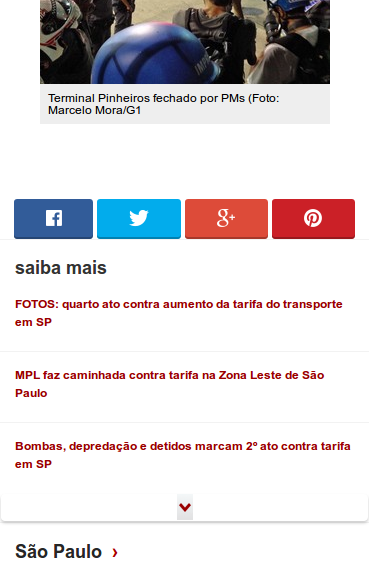 Terminal Pinheiros fechado por PMs (Foto:
Marcelo Mora/G1
saiba mais
FOTOS: quarto ato contra aumento da tarifa do transporte
em SP
MPL faz caminhada contra tarifa na Zona Leste de São
Paulo
Bombas, depredação e detidos marcam 2º ato contra tarifa
em SP
São Paulo ›